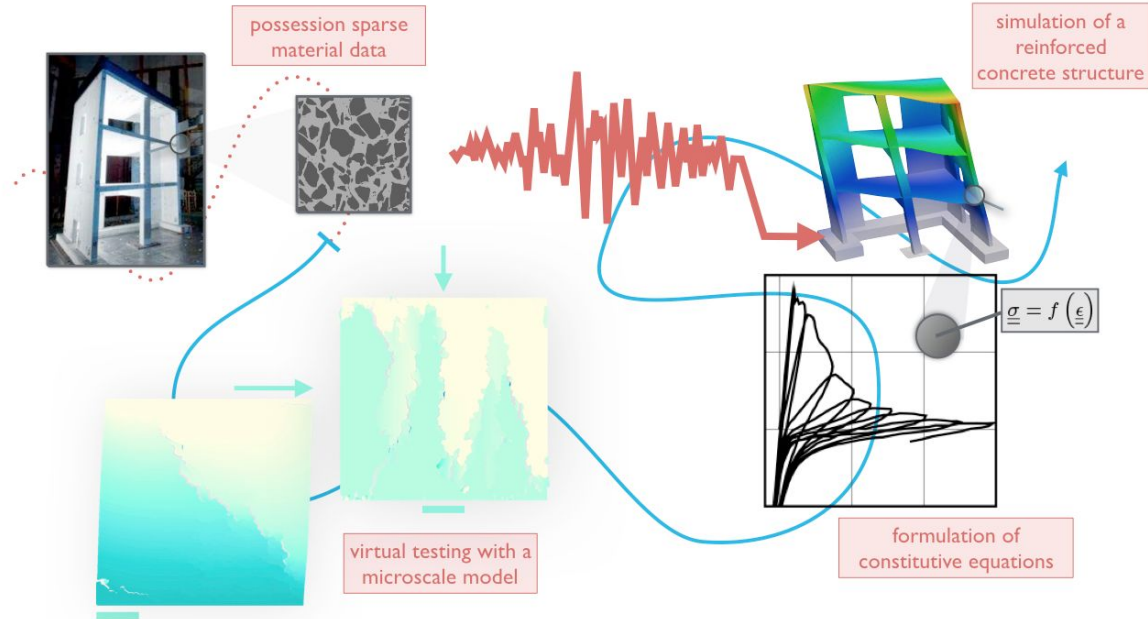 possession sparse
material data
simulation of a
reinforced
concrete structure
σ = f (ϵ)
virtual testing with a
microscale model
formulation of
constitutive equations